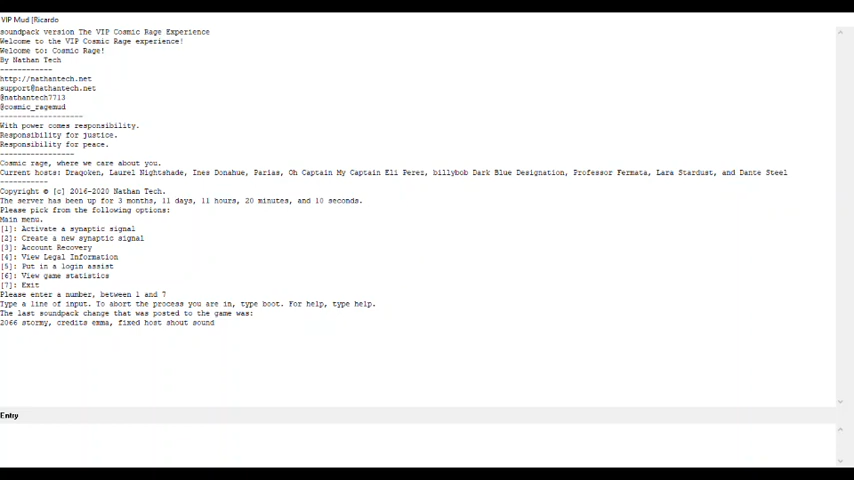 VIP Mud [Ricardo
soundpack version The VIP Cosmic Rage Experience
Welcome to the VIP Cosmic Rage experience!
Welcome to: Cosmic Rage!
By Nathan Tech
------------
http://nathantech.net
support@nathantech.net
@nathantech7713
@cosmic_ragemud
-------------------
With power comes responsibility.
Responsibility for justice.
Responsibility for peace.
-----------------
Cosmic rage, where we care about you.
Current hosts: Draqoken, Laurel Nightshade, Ines Donahue, Parias, Oh Captain My Captain Eli Perez, billybob Dark Blue Designation, Professor Fermata, Lara Stardust, and Dante Steel
-----------
Copyright © [c] 2016-2020 Nathan Tech.
The server has been up for 3 months, 11 days, 11 hours, 20 minutes, and 10 seconds.
Please pick from the following options:
Main menu.
[1]: Activate a synaptic signal
[2]: Create a new synaptic signal
[3]: Account Recovery
[4]: View Legal Information
[5]: Put in a login assist
[6]: View game statistics
[7]: Exit
Please enter a number, between 1 and 7
Type a line of input. To abort the process you are in, type boot. For help, type help.
The last soundpack change that was posted to the game was:
2066 stormy, credits emma, fixed host shout sound
Entry